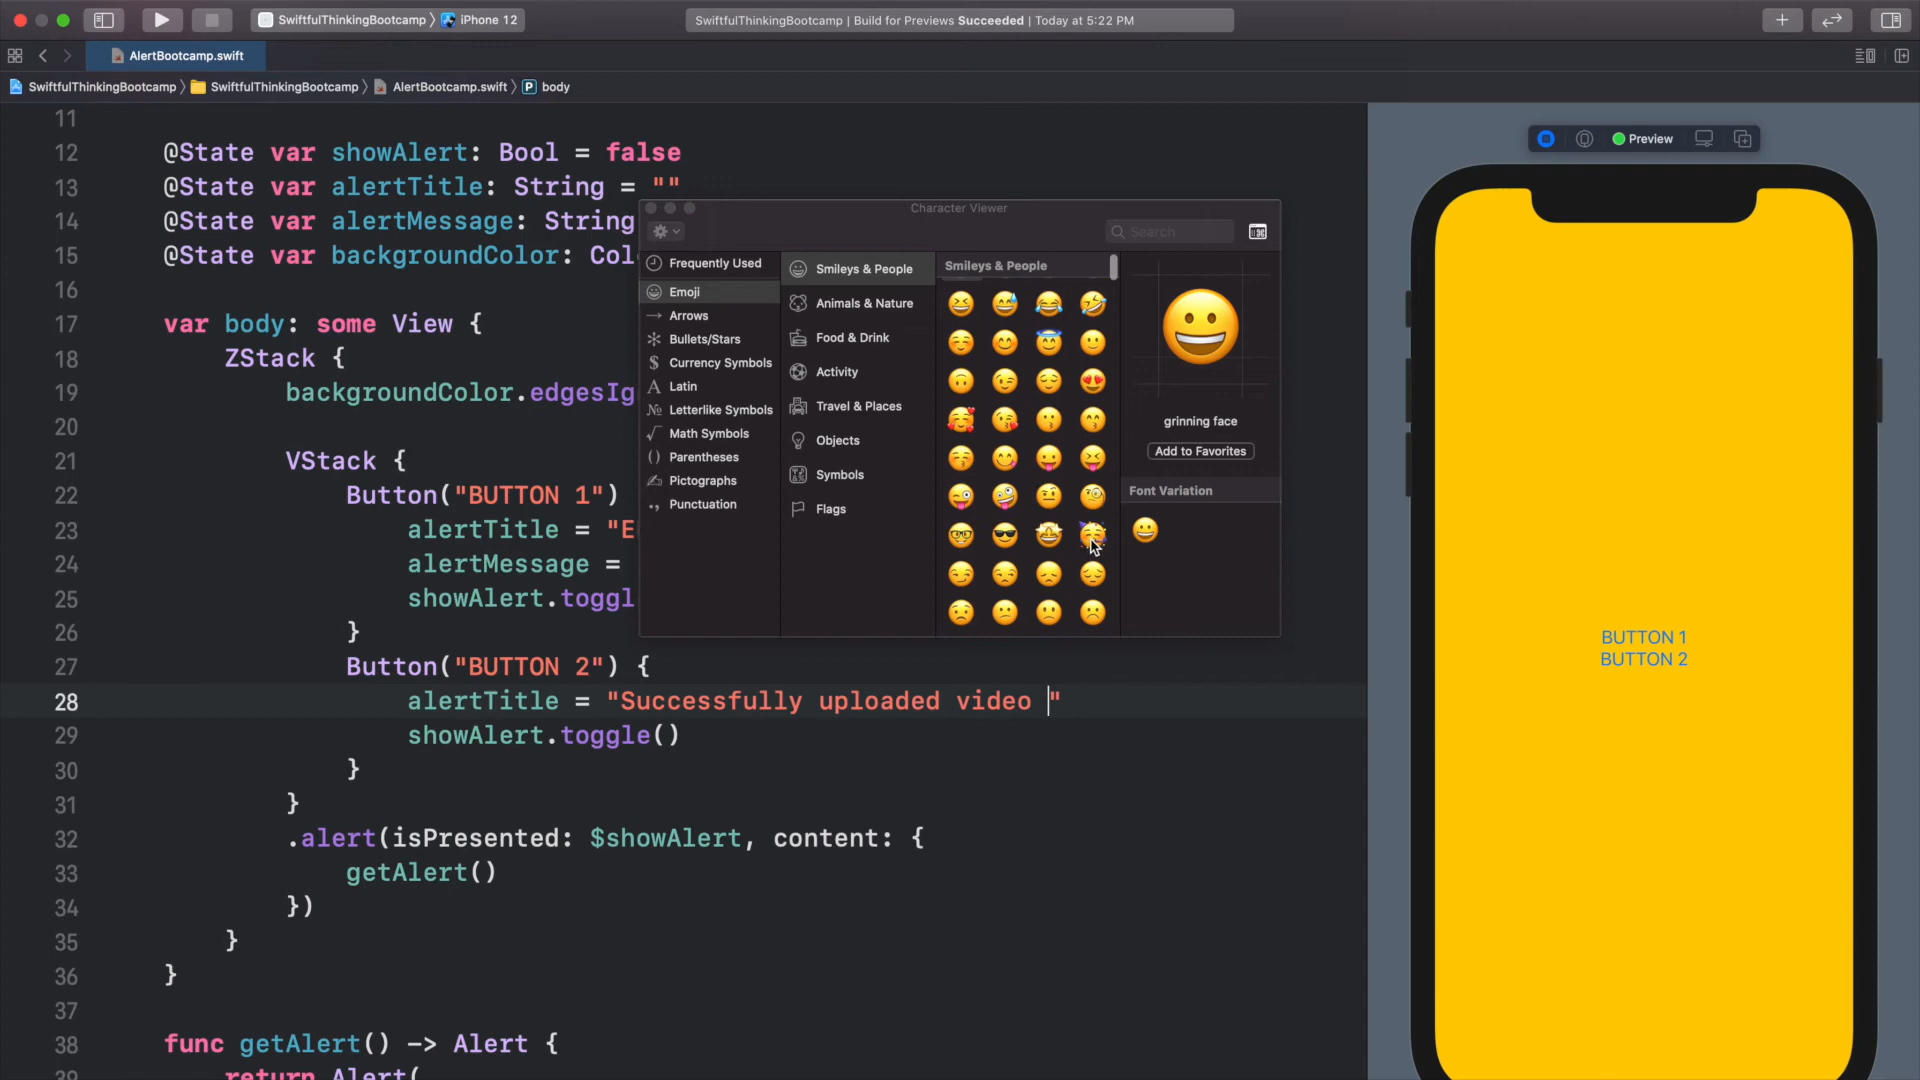 SwiftfulThinkingBootcamp 〉 iPhone 12
SwiftfulThinkingBootcamp | Build for Previews Succeeded | Today at 5:22 PM
AlertBootcamp.swift
SwiftfulThinkingBootcamp 〉 SwiftfulThinkingBootcamp 〉 AlertBootcamp.swift 〉 P body
11
12 @State var showAlert: Bool = false
13 @State var alertTitle: String = ""
14 @State var alertMessage: String
15 @State var backgroundColor: Col
16
17 var body: some View {
18 ZStack {
19 backgroundColor.edgesIg
20
21 VStack {
22 Button("BUTTON 1")
23 alertTitle = "E
24 alertMessage =
25 showAlert.toggl
26 }
27 Button("BUTTON 2") {
28 alertTitle = "Successfully uploaded video "
29 showAlert.toggle()
30 }
31 }
32 .alert(isPresented: $showAlert, content: {
33 getAlert()
34 })
35 }
36 }
37
38 func getAlert() -> Alert {
39 return Alert(
Character Viewer
Search
Frequently Used
Emoji
Arrows
Bullets/Stars
Currency Symbols
Latin
Letterlike Symbols
Math Symbols
Parentheses
Pictographs
Punctuation
Smileys & People
Animals & Nature
Food & Drink
Activity
Travel & Places
Objects
Symbols
Flags
Smileys & People
grinning face
Add to Favorites
Font Variation
Preview
BUTTON 1
BUTTON 2